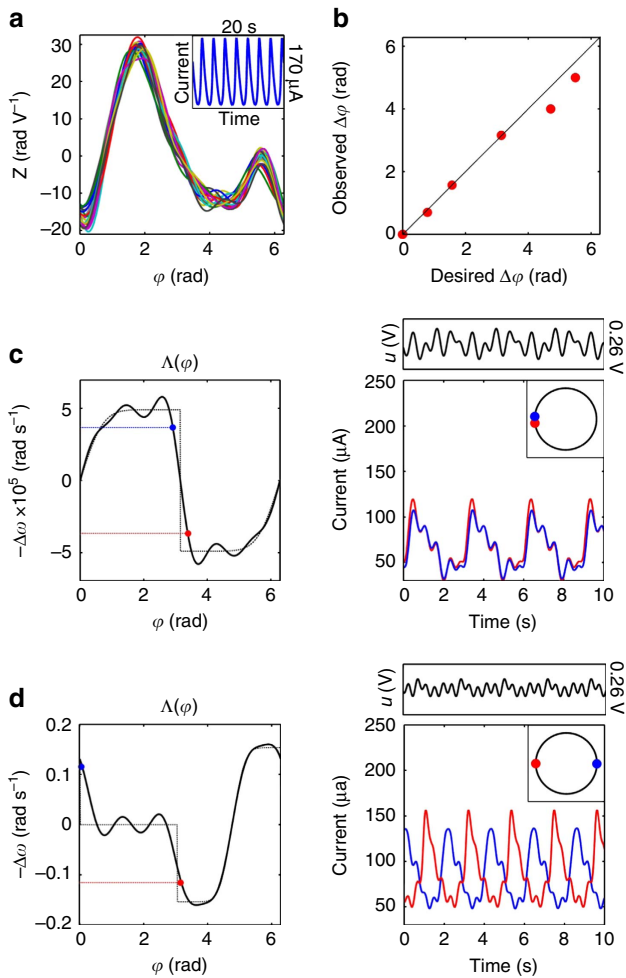 a
Z (rad V−1)
30
20
10
0
−10
−20
0
2
4
6
φ (rad)
20 s
Current
170 µA
Time
b
Observed Δφ (rad)
6
4
2
0
0
2
4
6
Desired Δφ (rad)
c
Λ(φ)
−Δω ×10⁵ (rad s−1)
5
0
−5
0
2
4
6
φ (rad)
u (V)
0.26 V
Current (µA)
250
200
150
100
50
0
2
4
6
8
10
Time (s)
d
Λ(φ)
−Δω (rad s−1)
0.2
0.1
0
−0.1
−0.2
0
2
4
6
φ (rad)
u (V)
0.26 V
Current (µa)
250
200
150
100
50
0
2
4
6
8
10
Time (s)